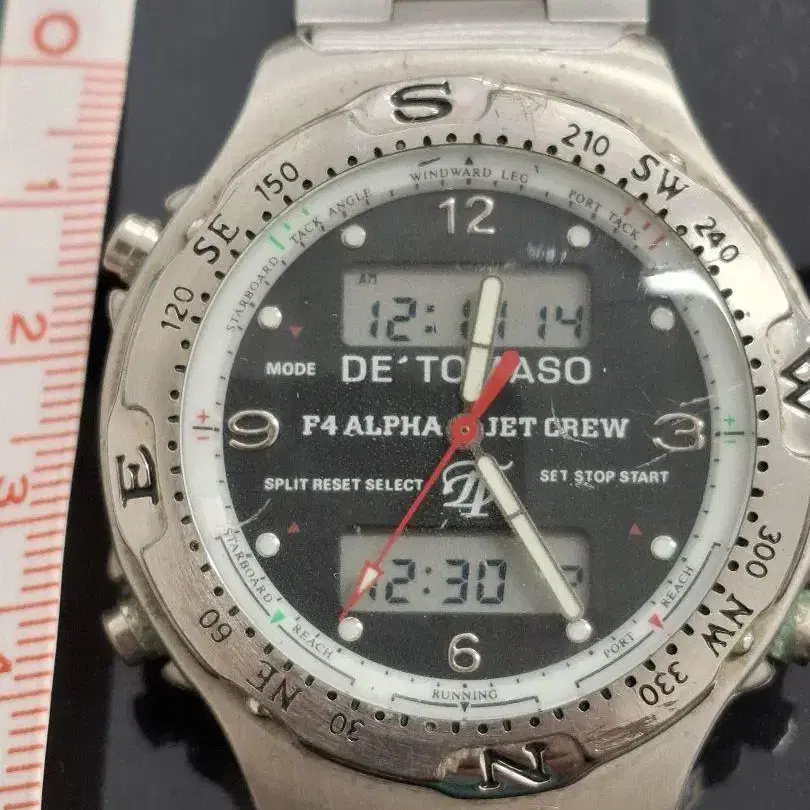 0
1
2
3
S
210
SW
240
W
300
NW
330
N
30
NE
60
E
120
SE
150
WINDWARD LEG
TACK ANGLE
PORT TACK
STARBOARD
12
AM
12: 14
MODE
DE'TOMASO
9
F4 ALPHA JET CREW
3
SPLIT RESET SELECT
SET STOP START
12:30
STARBOARD REACH
PORT REACH
6
RUNNING